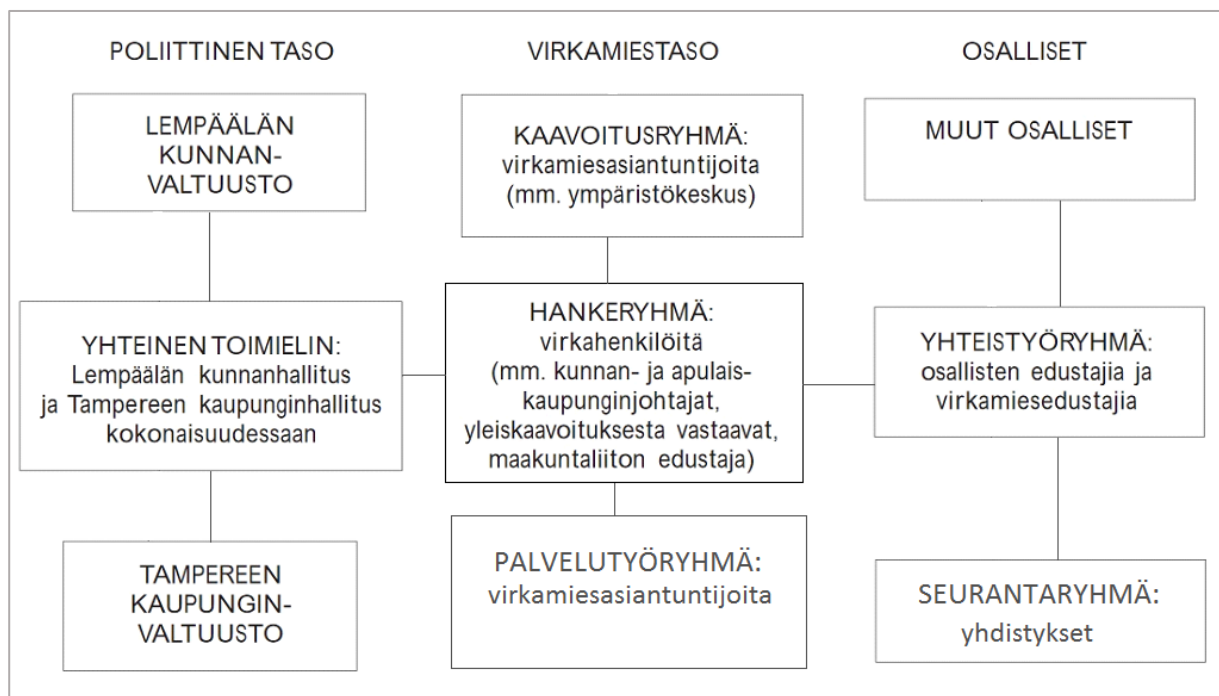 POLIITTINEN TASO
LEMPÄÄLÄN
KUNNAN-
VALTUUSTO
YHTEINEN TOIMIELIN:
Lempäälän kunnanhallitus
ja Tampereen kaupunginhallitus
kokonaisuudessaan
TAMPEREEN
KAUPUNGIN-
VALTUUSTO
VIRKAMIESTASO
KAAVOITUSRYHMÄ:
virkamiesasiantuntijoita
(mm. ympäristökeskus)
HANKERYHMÄ:
virkahenkilöitä
(mm. kunnan- ja apulais-
kaupunginjohtajat,
yleiskaavoituksesta vastaavat,
maakuntaliiton edustaja)
PALVELUTYÖRYHMÄ:
virkamiesasiantuntijoita
OSALLISET
MUUT OSALLISET
YHTEISTYÖRYHMÄ:
osallisten edustajia ja
virkamiesedustajia
SEURANTARYHMÄ:
yhdistykset